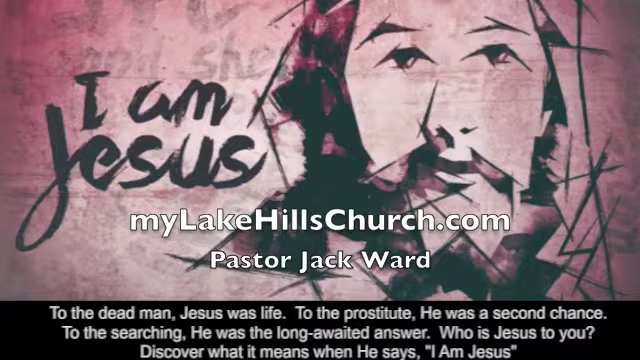 I am
Jesus
myLakeHillsChurch.com
Pastor Jack Ward
To the dead man, Jesus was life.  To the prostitute, He was a second chance.
To the searching, He was the long-awaited answer.  Who is Jesus to you?
Discover what it means when He says, "I Am Jesus"